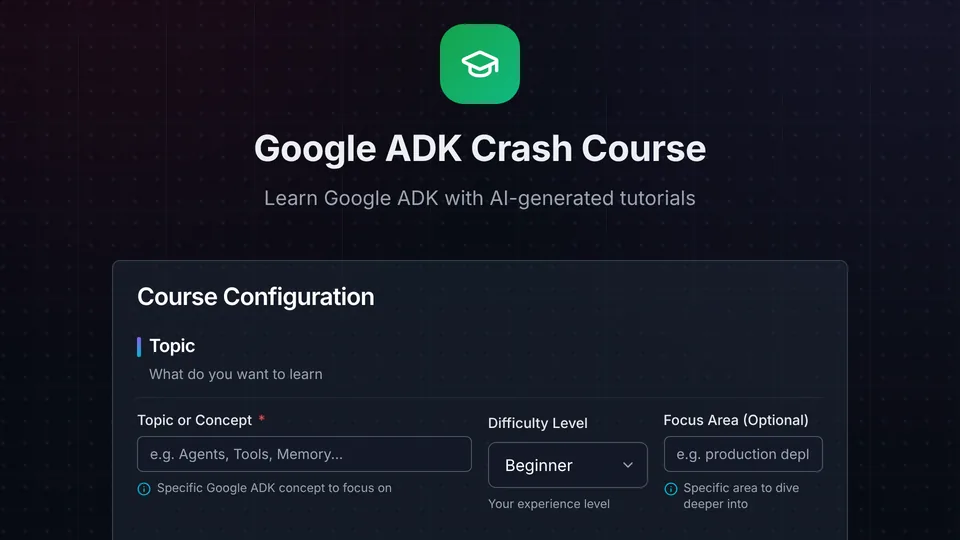 Google ADK Crash Course
Learn Google ADK with AI-generated tutorials
Course Configuration
Topic
What do you want to learn
Topic or Concept *
e.g. Agents, Tools, Memory...
Specific Google ADK concept to focus on
Difficulty Level
Beginner
Your experience level
Focus Area (Optional)
e.g. production depl
Specific area to dive
deeper into